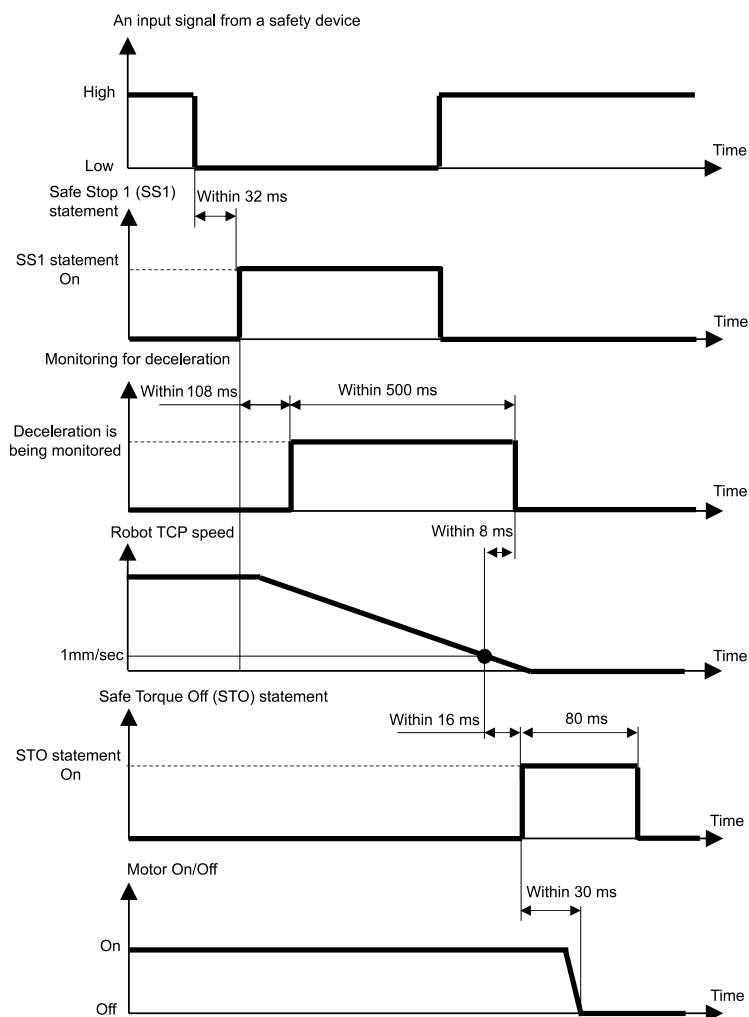 An input signal from a safety device
High
Low
Time
Safe Stop 1 (SS1)
statement
Within 32 ms
SS1 statement
On
Time
Monitoring for deceleration
Within 108 ms
Within 500 ms
Deceleration is
being monitored
Time
Robot TCP speed
Within 8 ms
1mm/sec
Time
Safe Torque Off (STO) statement
Within 16 ms
80 ms
STO statement
On
Time
Motor On/Off
Within 30 ms
On
Off
Time